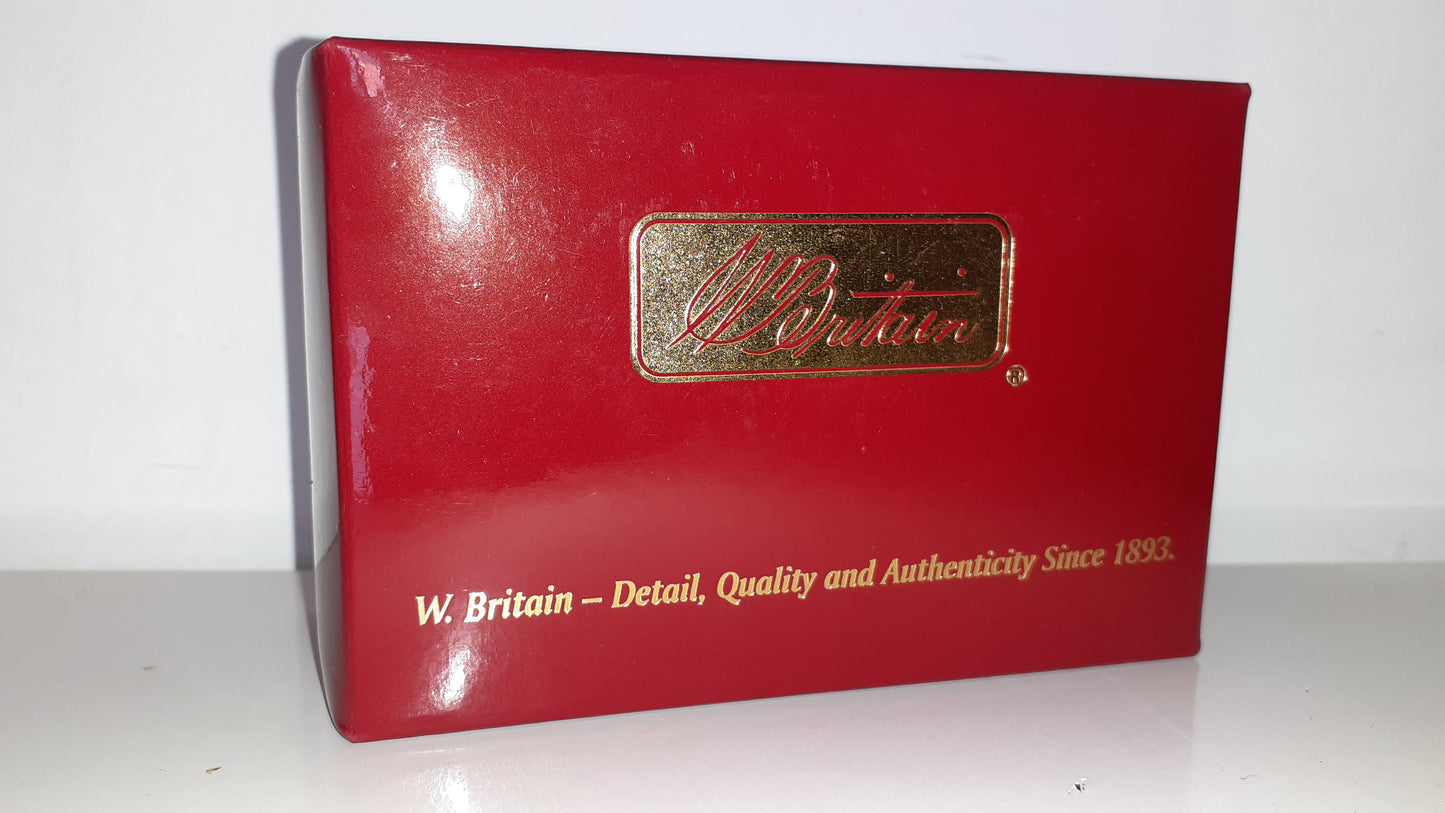 W Britain
®
W. Britain – Detail, Quality and Authenticity Since 1893.